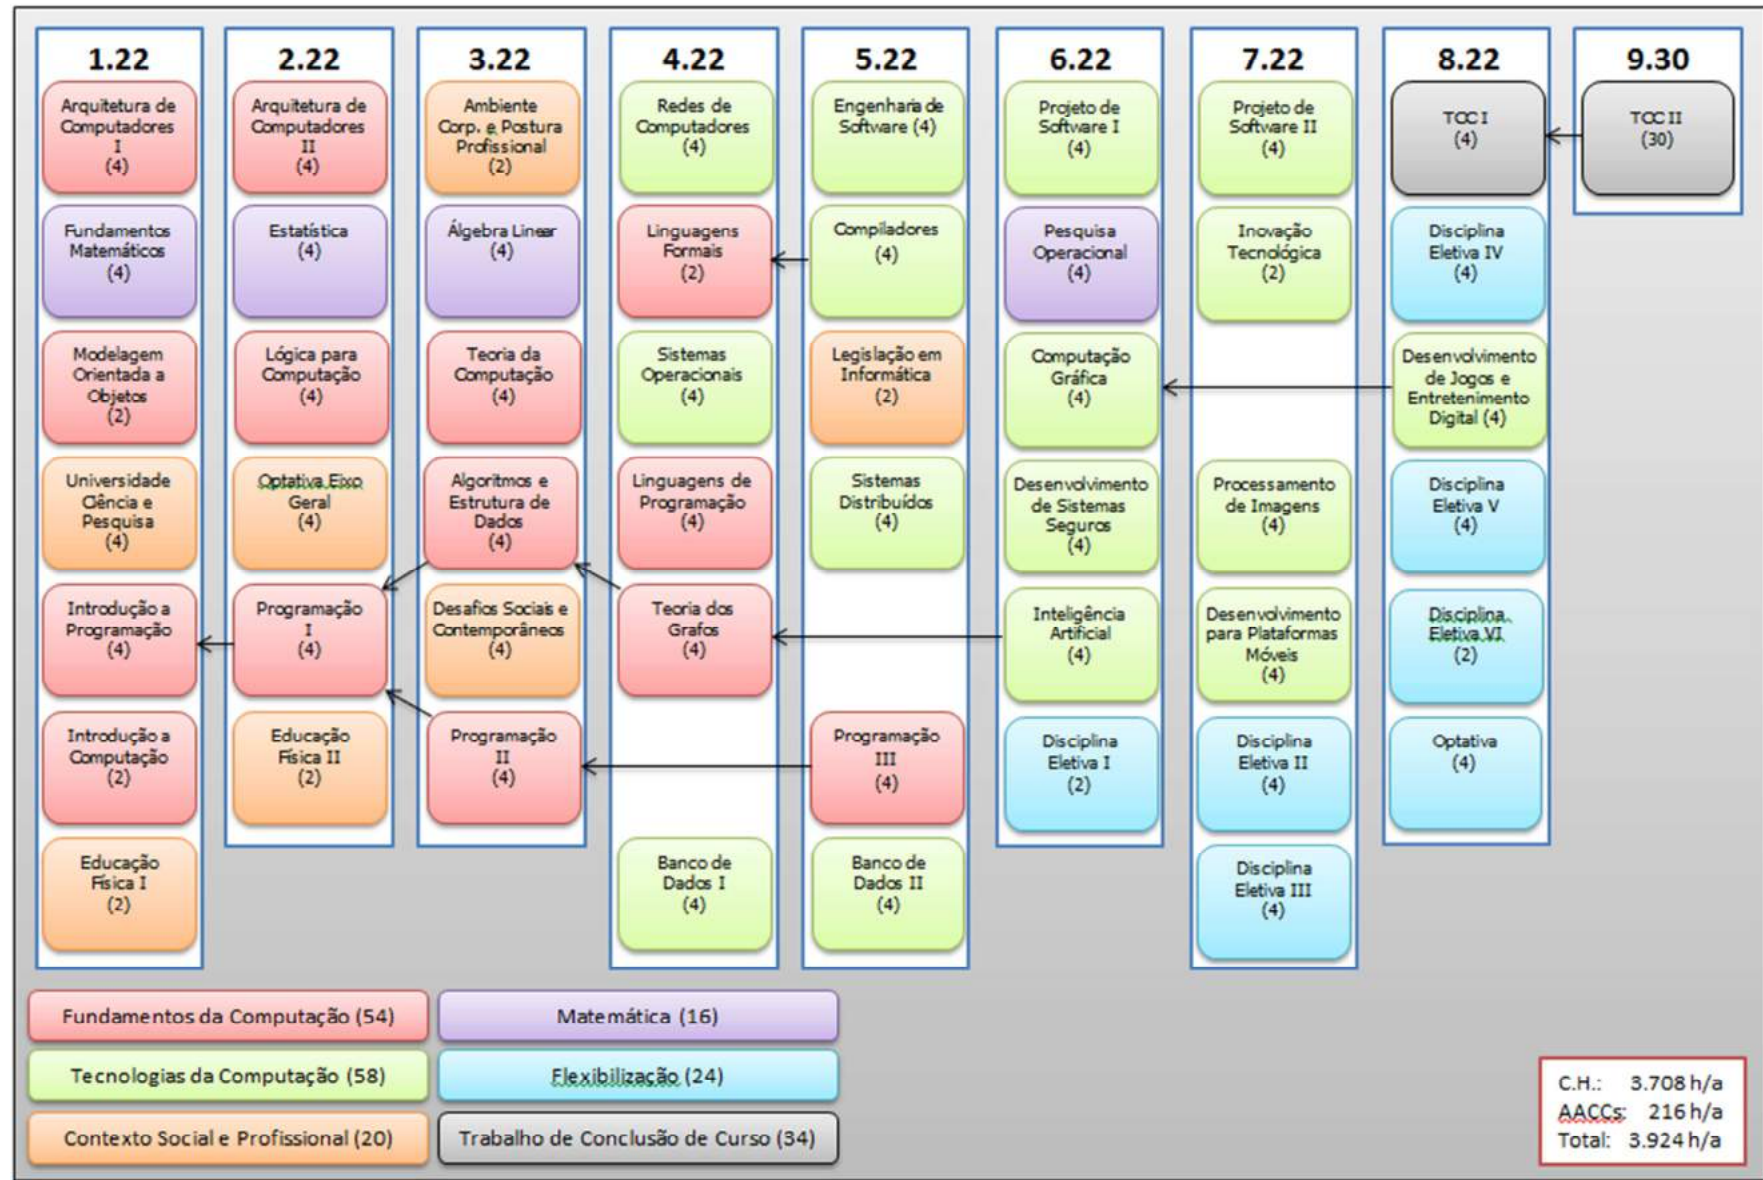 1.22
Arquitetura de
Computadores
I
(4)
Fundamentos
Matemáticos
(4)
Modelagem
Orientada a
Objetos
(2)
Universidade
Ciência e
Pesquisa
(4)
Introdução a
Programação
(4)
Introdução a
Computação
(2)
Educação
Física I
(2)
2.22
Arquitetura de
Computadores
II
(4)
Estatística
(4)
Lógica para
Computação
(4)
Optativa Eixo
Geral
(4)
Programação
I
(4)
Educação
Física II
(2)
3.22
Ambiente
Corp. e Postura
Profissional
(2)
Álgebra Linear
(4)
Teoria da
Computação
(4)
Algoritmos e
Estrutura de
Dados
(4)
Desafios Sociais e
Contemporâneos
(4)
Programação
II
(4)
4.22
Redes de
Computadores
(4)
Linguagens
Formais
(2)
Sistemas
Operacionais
(4)
Linguagens de
Programação
(4)
Teoria dos
Grafos
(4)
Banco de
Dados I
(4)
5.22
Engenharia de
Software (4)
Compiladores
(4)
Legislação em
Informática
(2)
Sistemas
Distribuídos
(4)
Programação
III
(4)
Banco de
Dados II
(4)
6.22
Projeto de
Software I
(4)
Pesquisa
Operacional
(4)
Computação
Gráfica
(4)
Desenvolvimento
de Sistemas
Seguros
(4)
Inteligência
Artificial
(4)
Disciplina
Eletiva I
(2)
7.22
Projeto de
Software II
(4)
Inovação
Tecnológica
(2)
Processamento
de Imagens
(4)
Desenvolvimento
para Plataformas
Móveis
(4)
Disciplina
Eletiva II
(4)
Disciplina
Eletiva III
(4)
8.22
TCC I
(4)
Disciplina
Eletiva IV
(4)
Desenvolvimento
de Jogos e
Entretenimento
Digital (4)
Disciplina
Eletiva V
(4)
Disciplina
Eletiva VI
(2)
Optativa
(4)
9.30
TCC II
(30)
Fundamentos da Computação (54)
Matemática (16)
Tecnologias da Computação (58)
Flexibilização (24)
Contexto Social e Profissional (20)
Trabalho de Conclusão de Curso (34)
C.H.: 3.708 h/a
AACCs: 216 h/a
Total: 3.924 h/a